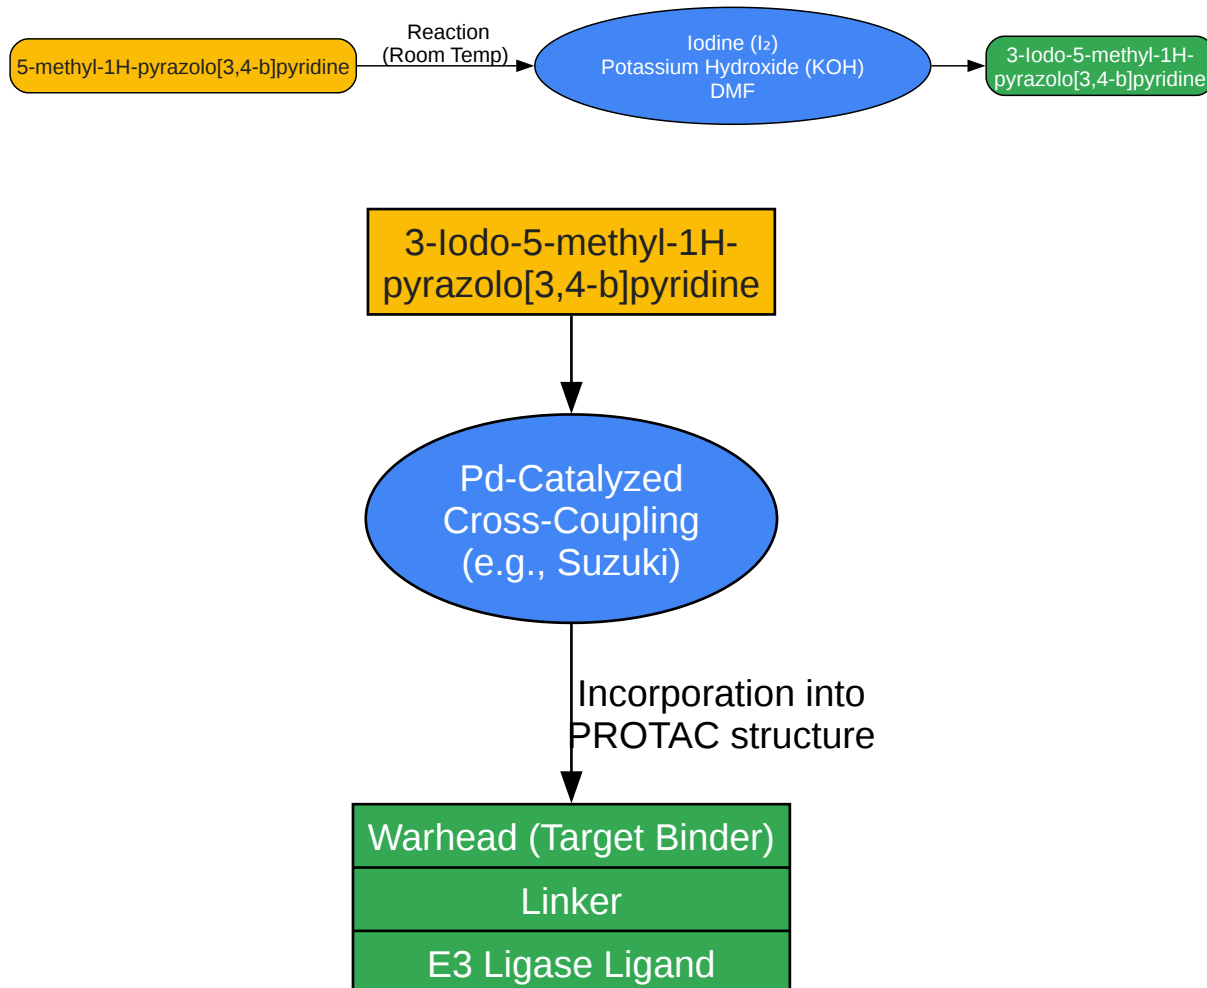 5-methyl-1H-pyrazolo[3,4-b]pyridine
Reaction
(Room Temp)
Iodine (I₂)
Potassium Hydroxide (KOH)
DMF
3-Iodo-5-methyl-1H-
pyrazolo[3,4-b]pyridine
3-Iodo-5-methyl-1H-
pyrazolo[3,4-b]pyridine
Pd-Catalyzed
Cross-Coupling
(e.g., Suzuki)
Incorporation into
PROTAC structure
Warhead (Target Binder)
Linker
E3 Ligase Ligand